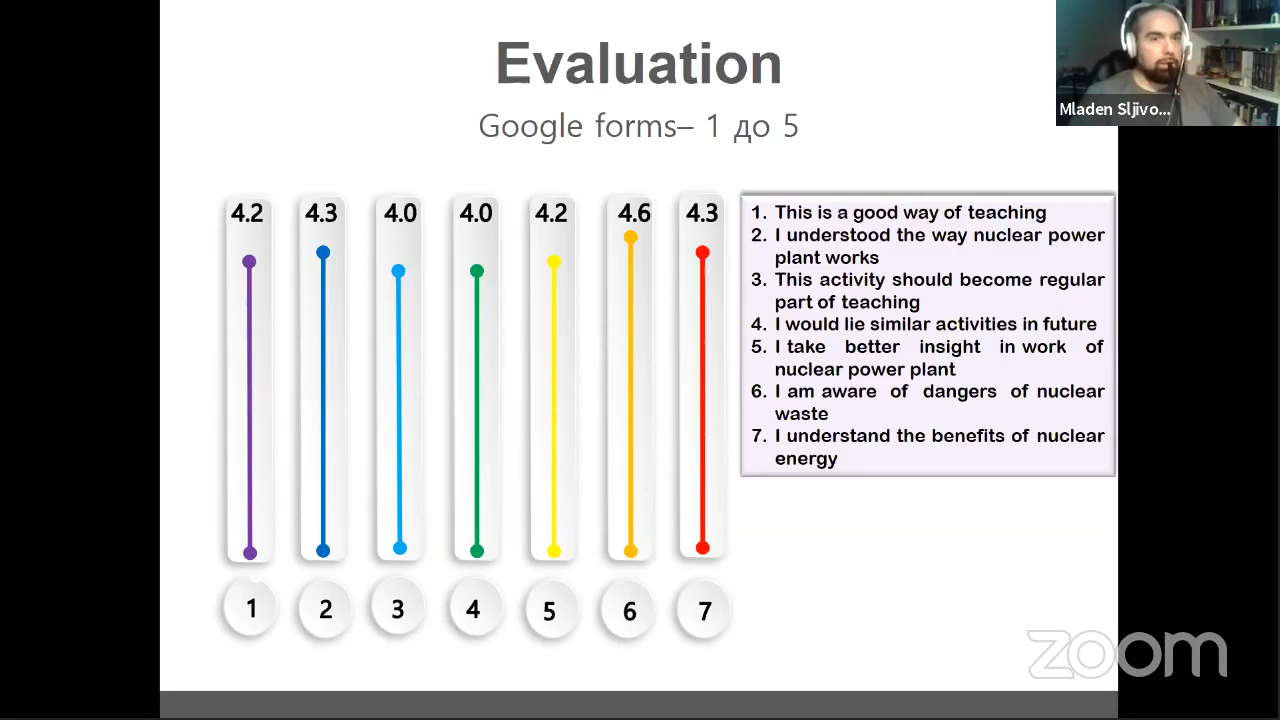 Evaluation
Google forms– 1 до 5
Mladen Sljivo...
4.2 4.3 4.0 4.0 4.2 4.6 4.3
1. This is a good way of teaching
2. I understood the way nuclear power
plant works
3. This activity should become regular
part of teaching
4. I would lie similar activities in future
5. I take better insight in work of
nuclear power plant
6. I am aware of dangers of nuclear
waste
7. I understand the benefits of nuclear
energy
1 2 3 4 5 6 7
zoom